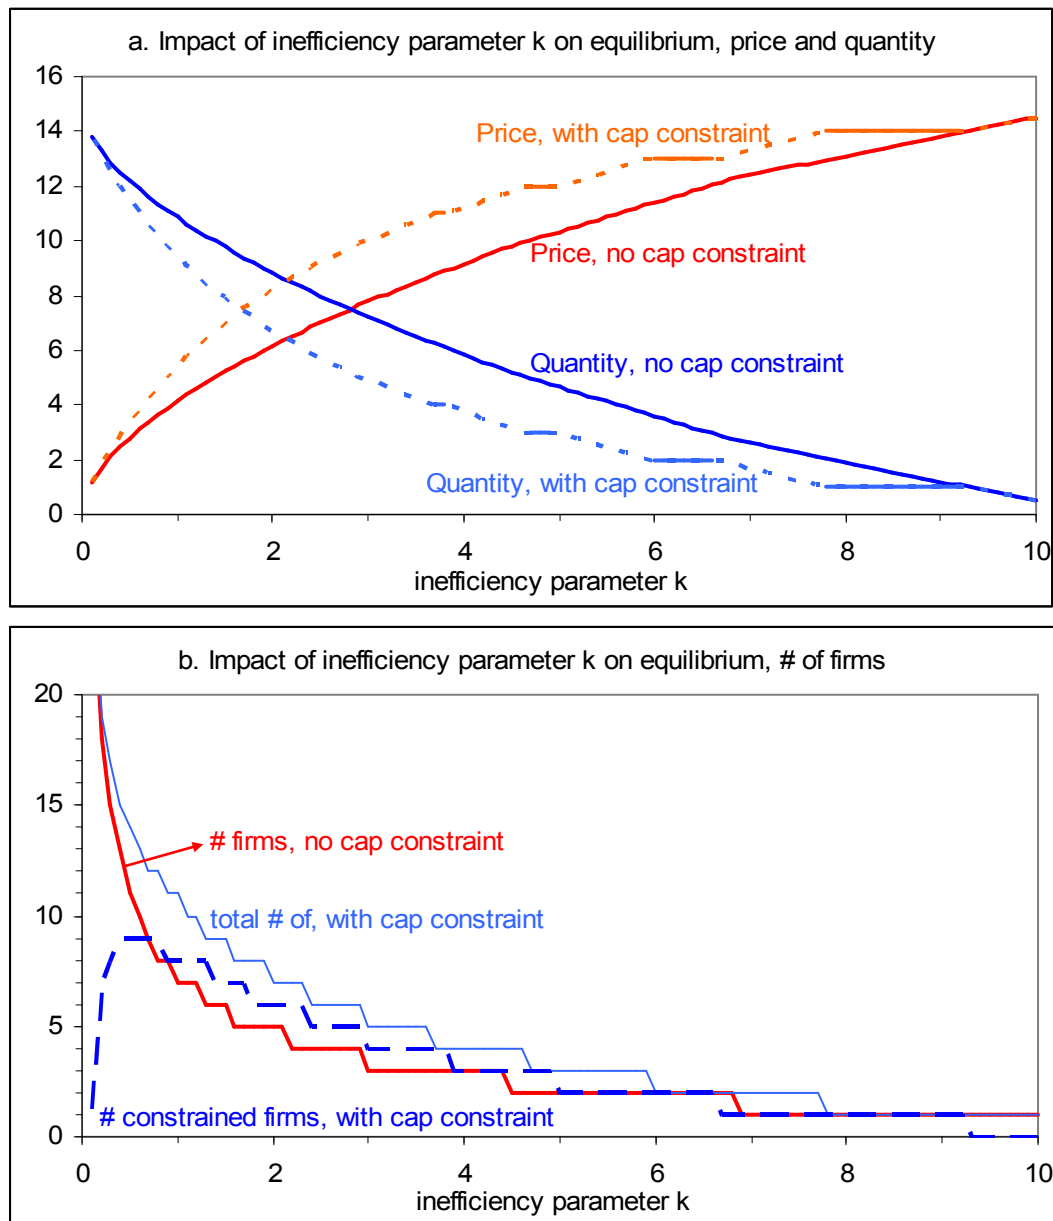 a. Impact of inefficiency parameter k on equilibrium, price and quantity
16
14
12
10
8
6
4
2
0
Price, with cap constraint
Price, no cap constraint
Quantity, no cap constraint
Quantity, with cap constraint
0 2 4 6 8 10
inefficiency parameter k
b. Impact of inefficiency parameter k on equilibrium, # of firms
20
15
10
5
0
# firms, no cap constraint
total # of, with cap constraint
# constrained firms, with cap constraint
0 2 4 6 8 10
inefficiency parameter k